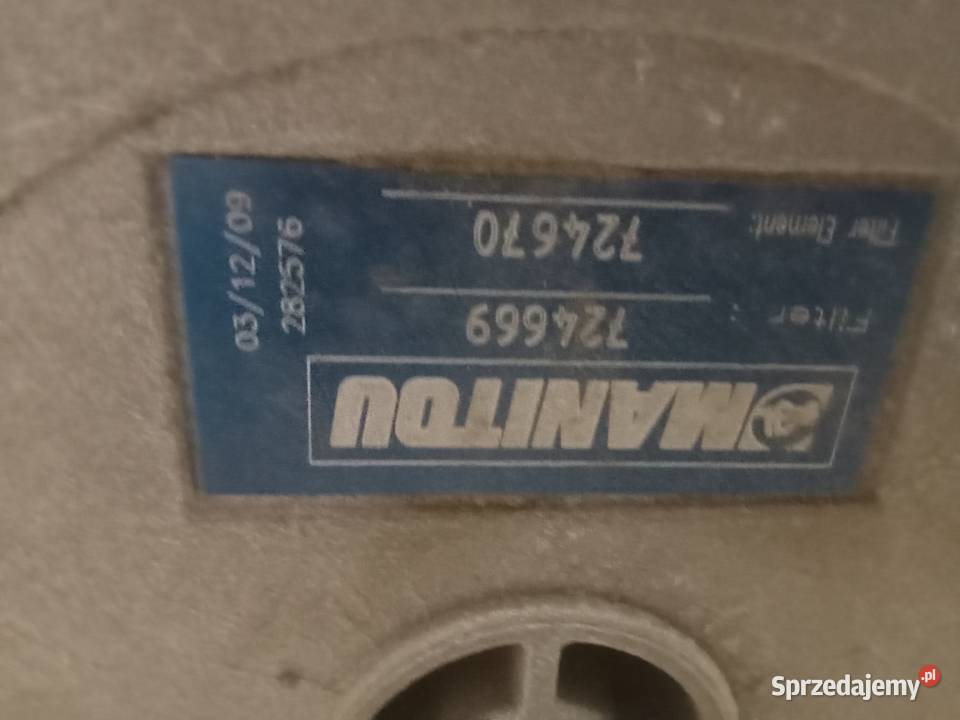 MANITOU
Filter : 724669
Filter Element: 724670
03/12/09
282576
Sprzedajemy.pl